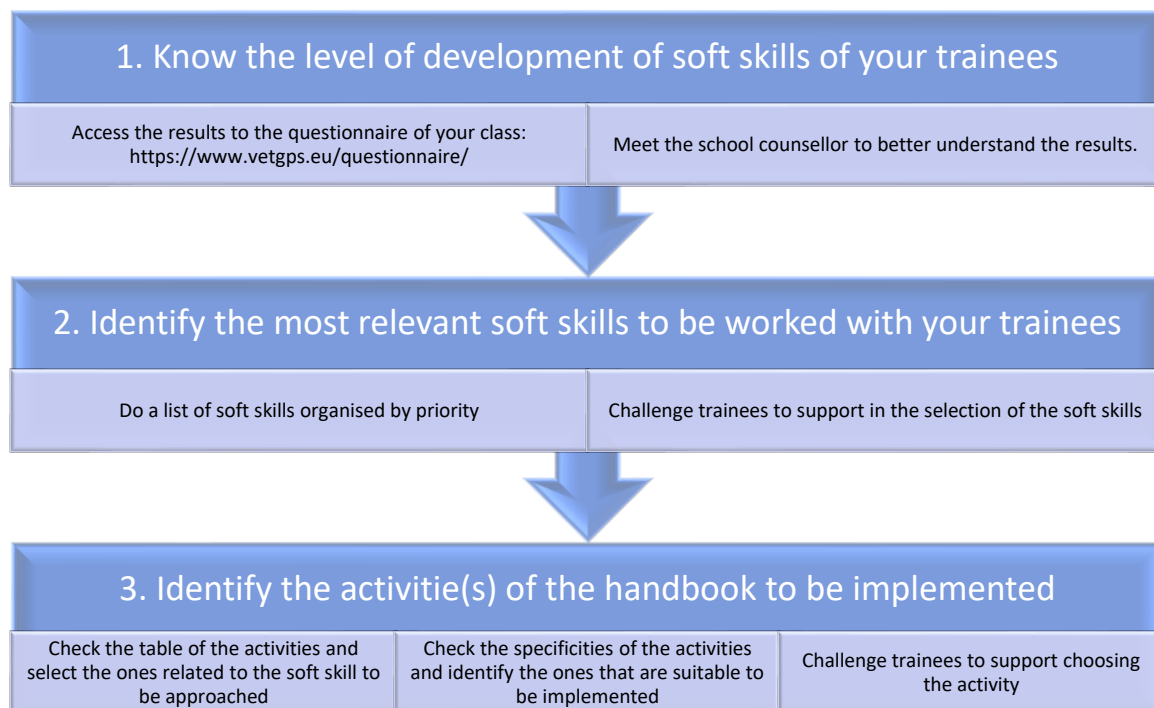 1. Know the level of development of soft skills of your trainees
Access the results to the questionnaire of your class:
https://www.vetgps.eu/questionnaire/
Meet the school counsellor to better understand the results.
2. Identify the most relevant soft skills to be worked with your trainees
Do a list of soft skills organised by priority
Challenge trainees to support in the selection of the soft skills
3. Identify the activitie(s) of the handbook to be implemented
Check the table of the activities and
select the ones related to the soft skill to
be approached
Check the specificities of the activities
and identify the ones that are suitable to
be implemented
Challenge trainees to support choosing
the activity